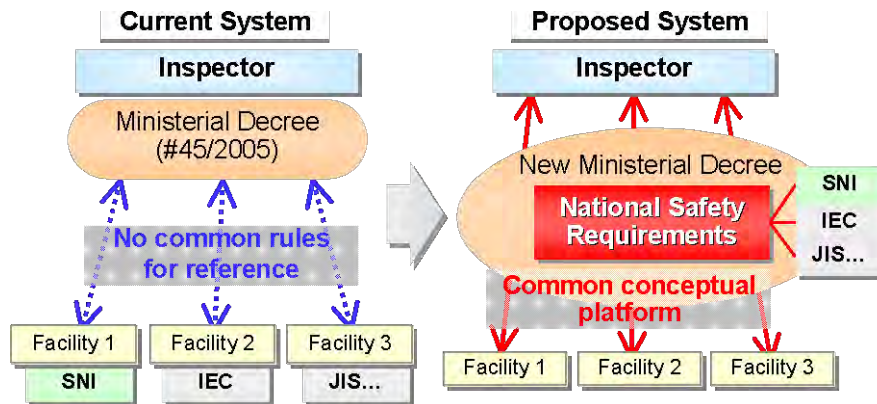 Current System
Inspector
Ministerial Decree
(#45/2005)
No common rules
for reference
Facility 1
Facility 2
Facility 3
SNI
IEC
JIS...
Proposed System
Inspector
New Ministerial Decree
National Safety
Requirements
SNI
IEC
JIS...
Common conceptual
platform
Facility 1
Facility 2
Facility 3